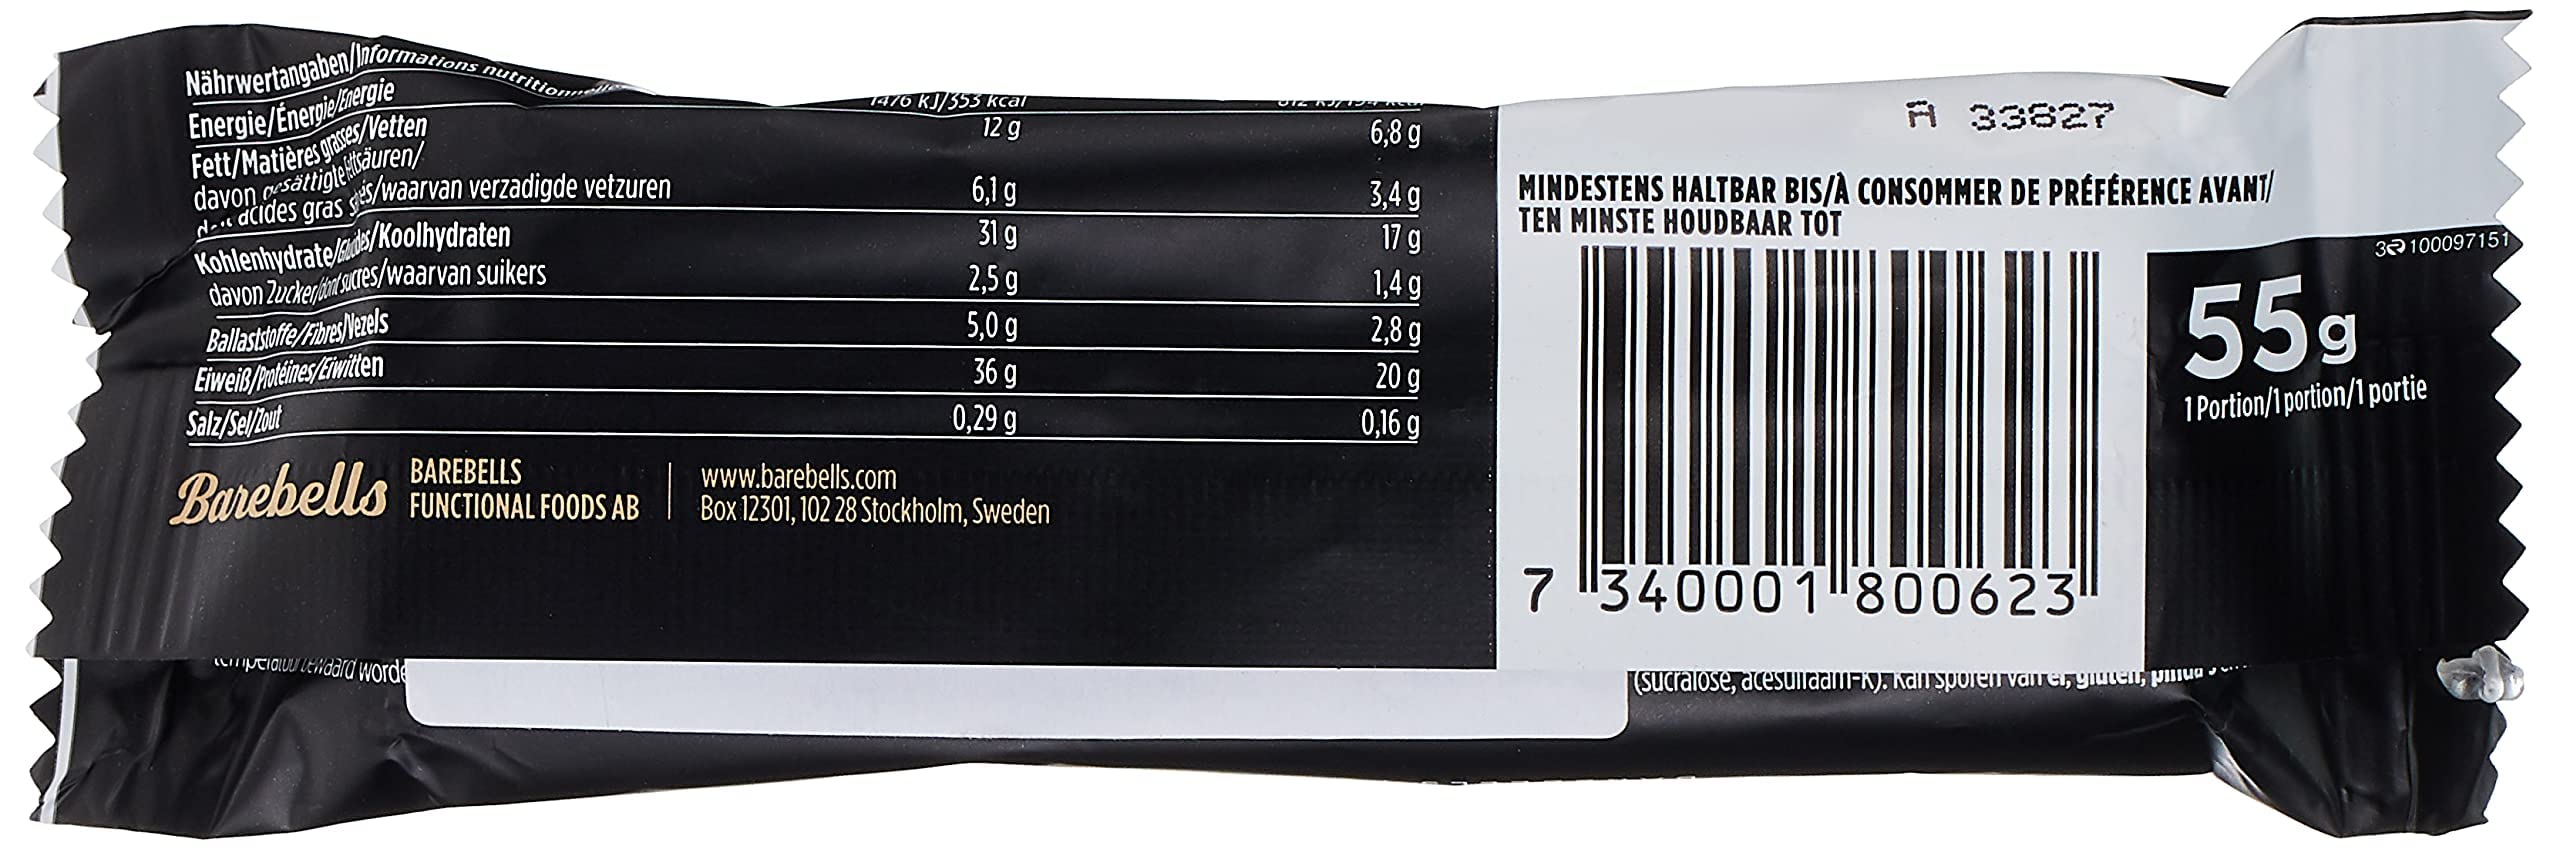 Nährwertangaben/Informations nutritionnelles
Energie/Énergie/Energie 1476 kJ/353 kcal
Fett/Matières grasses/Vetten 12 g 6,8 g
davon gesättigte Fettsäuren/
dont acides gras saturés/waarvan verzadigde vetzuren 6,1 g 3,4 g
Kohlenhydrate/Glucides/Koolhydraten 31 g 17 g
davon Zucker/dont sucres/waarvan suikers 2,5 g 1,4 g
Ballaststoffe/Fibres/Vezels 5,0 g 2,8 g
Eiweiß/Protéines/Eiwitten 36 g 20 g
Salz/Sel/Zout 0,29 g 0,16 g
Barebells
BAREBELLS
FUNCTIONAL FOODS AB
www.barebells.com
Box 12301, 102 28 Stockholm, Sweden
A 33827
MINDESTENS HALTBAR BIS/À CONSOMMER DE PRÉFÉRENCE AVANT/
TEN MINSTE HOUDBAAR TOT
7 340001 800623
100097151
55g
1 Portion/1 portion/1 portie
(sucralose, acesulfaam-K). Kan sporen van ei, gluten,